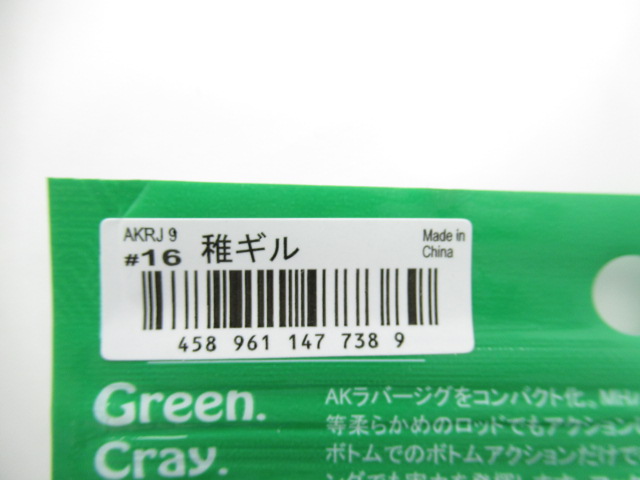 AKRJ 9
#16 稚ギル
Made in
China
458 961 147 738 9
Green.
Cray.
AKラバージグをコンパクト化。MH
等柔らかめのロッドでもアクション
ボトムでのボトムアクションだけで